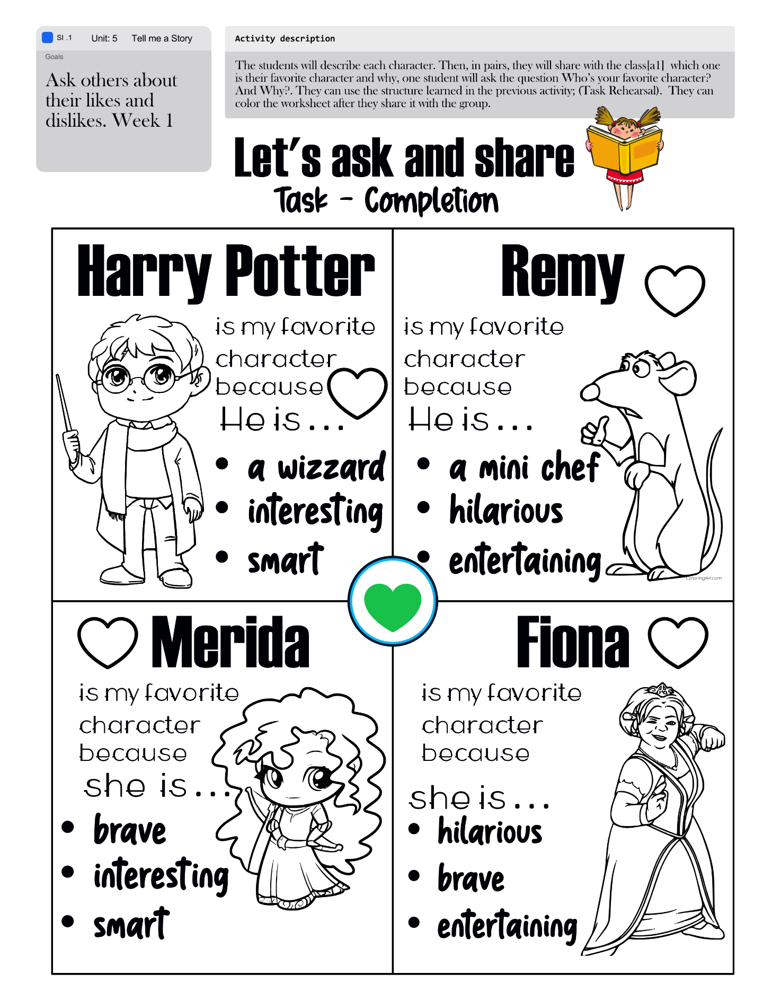 SI .1 Unit: 5 Tell me a Story
Goals
Ask others about
their likes and
dislikes. Week 1
Activity description
The students will describe each character. Then, in pairs, they will share with the class[a1] which one
is their favorite character and why, one student will ask the question Who's your favorite character?
And Why?. They can use the structure learned in the previous activity; (Task Rehearsal). They can
color the worksheet after they share it with the group.
Let's ask and share
Task - Completion
Harry Potter
is my favorite
character
because
He is...
• a wizzard
• interesting
• smart
Remy
is my favorite
character
because
He is...
• a mini chef
• hilarious
• entertaining
ColoringAll.com
Merida
is my favorite
character
because
she is...
• brave
• interesting
• smart
Fiona
is my favorite
character
because
she is...
• hilarious
• brave
• entertaining